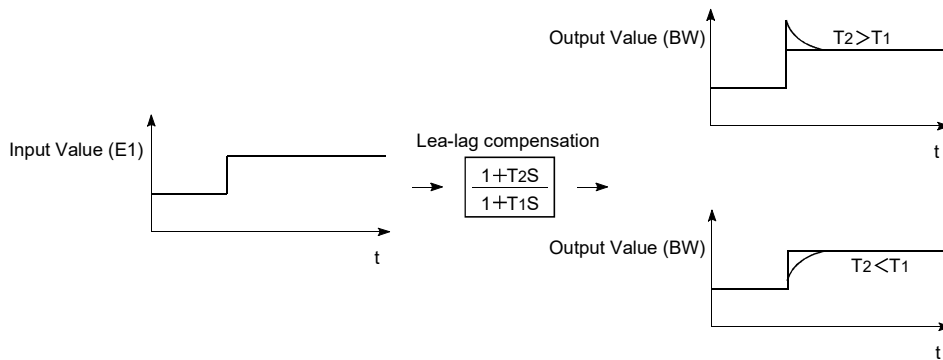 Output Value (BW)
T2>T1
t
Input Value (E1)
t
Lea-lag compensation
1+T2S
1+T1S
Output Value (BW)
T2<T1
t